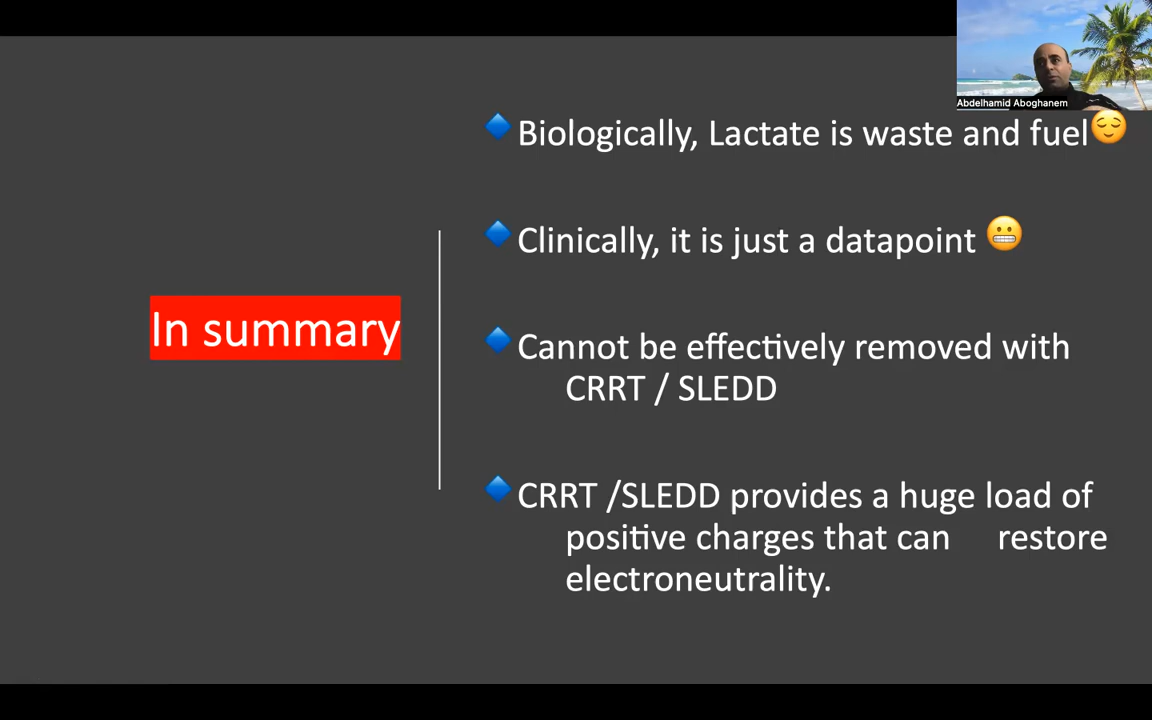 Abdelhamid Aboghanem
In summary
🔷Biologically, Lactate is waste and fuel😌
🔷Clinically, it is just a datapoint 😬
🔷Cannot be effectively removed with
CRRT / SLEDD
🔷CRRT /SLEDD provides a huge load of
positive charges that can restore
electroneutrality.